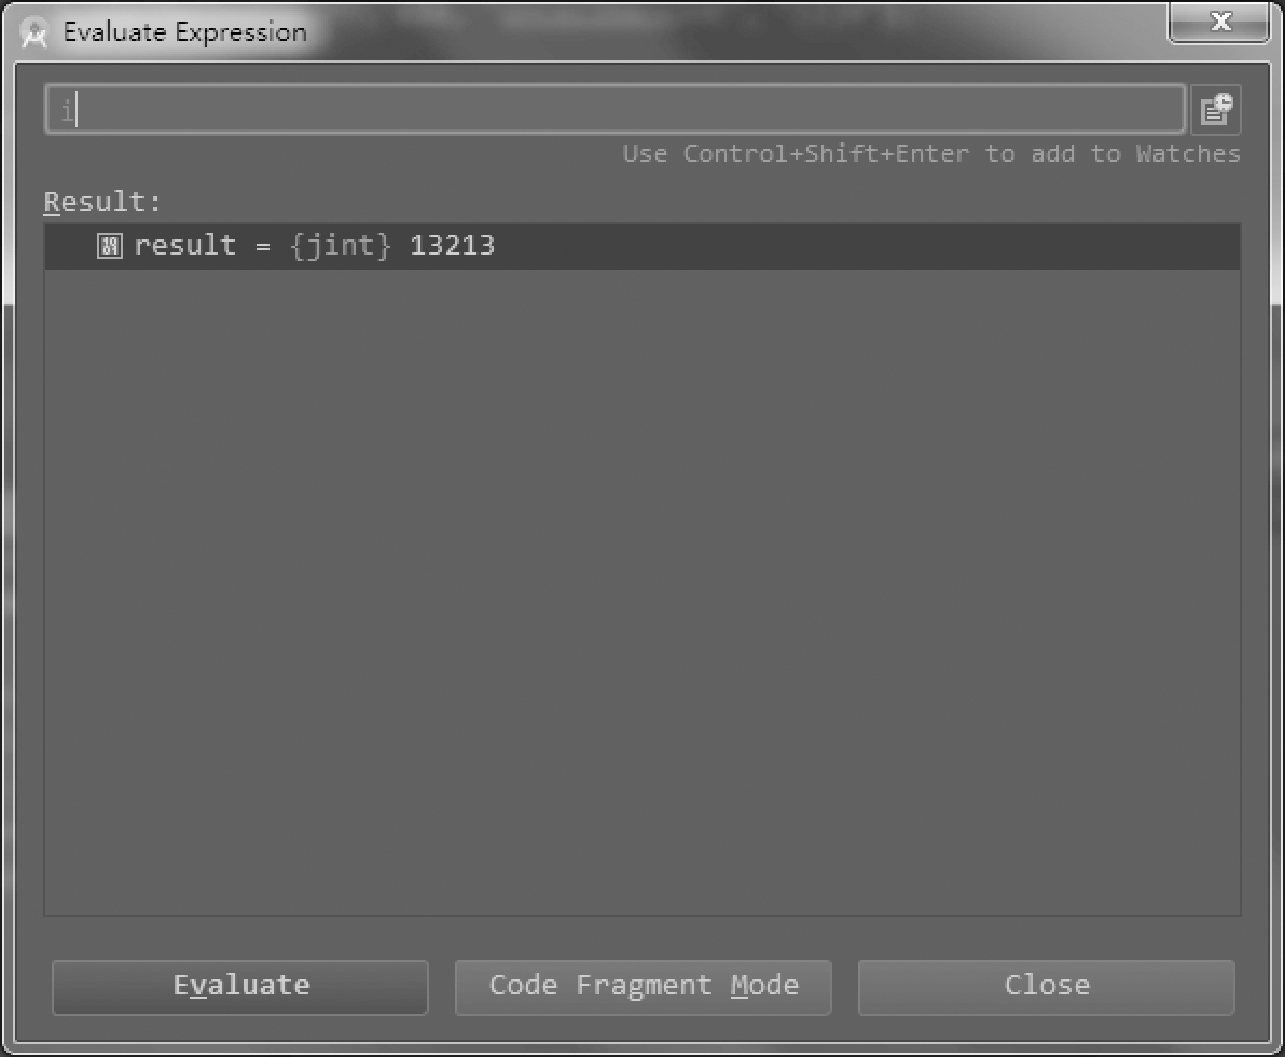 Evaluate Expression
i
Use Control+Shift+Enter to add to Watches
Result:
result = {jint} 13213
Evaluate
Code Fragment Mode
Close